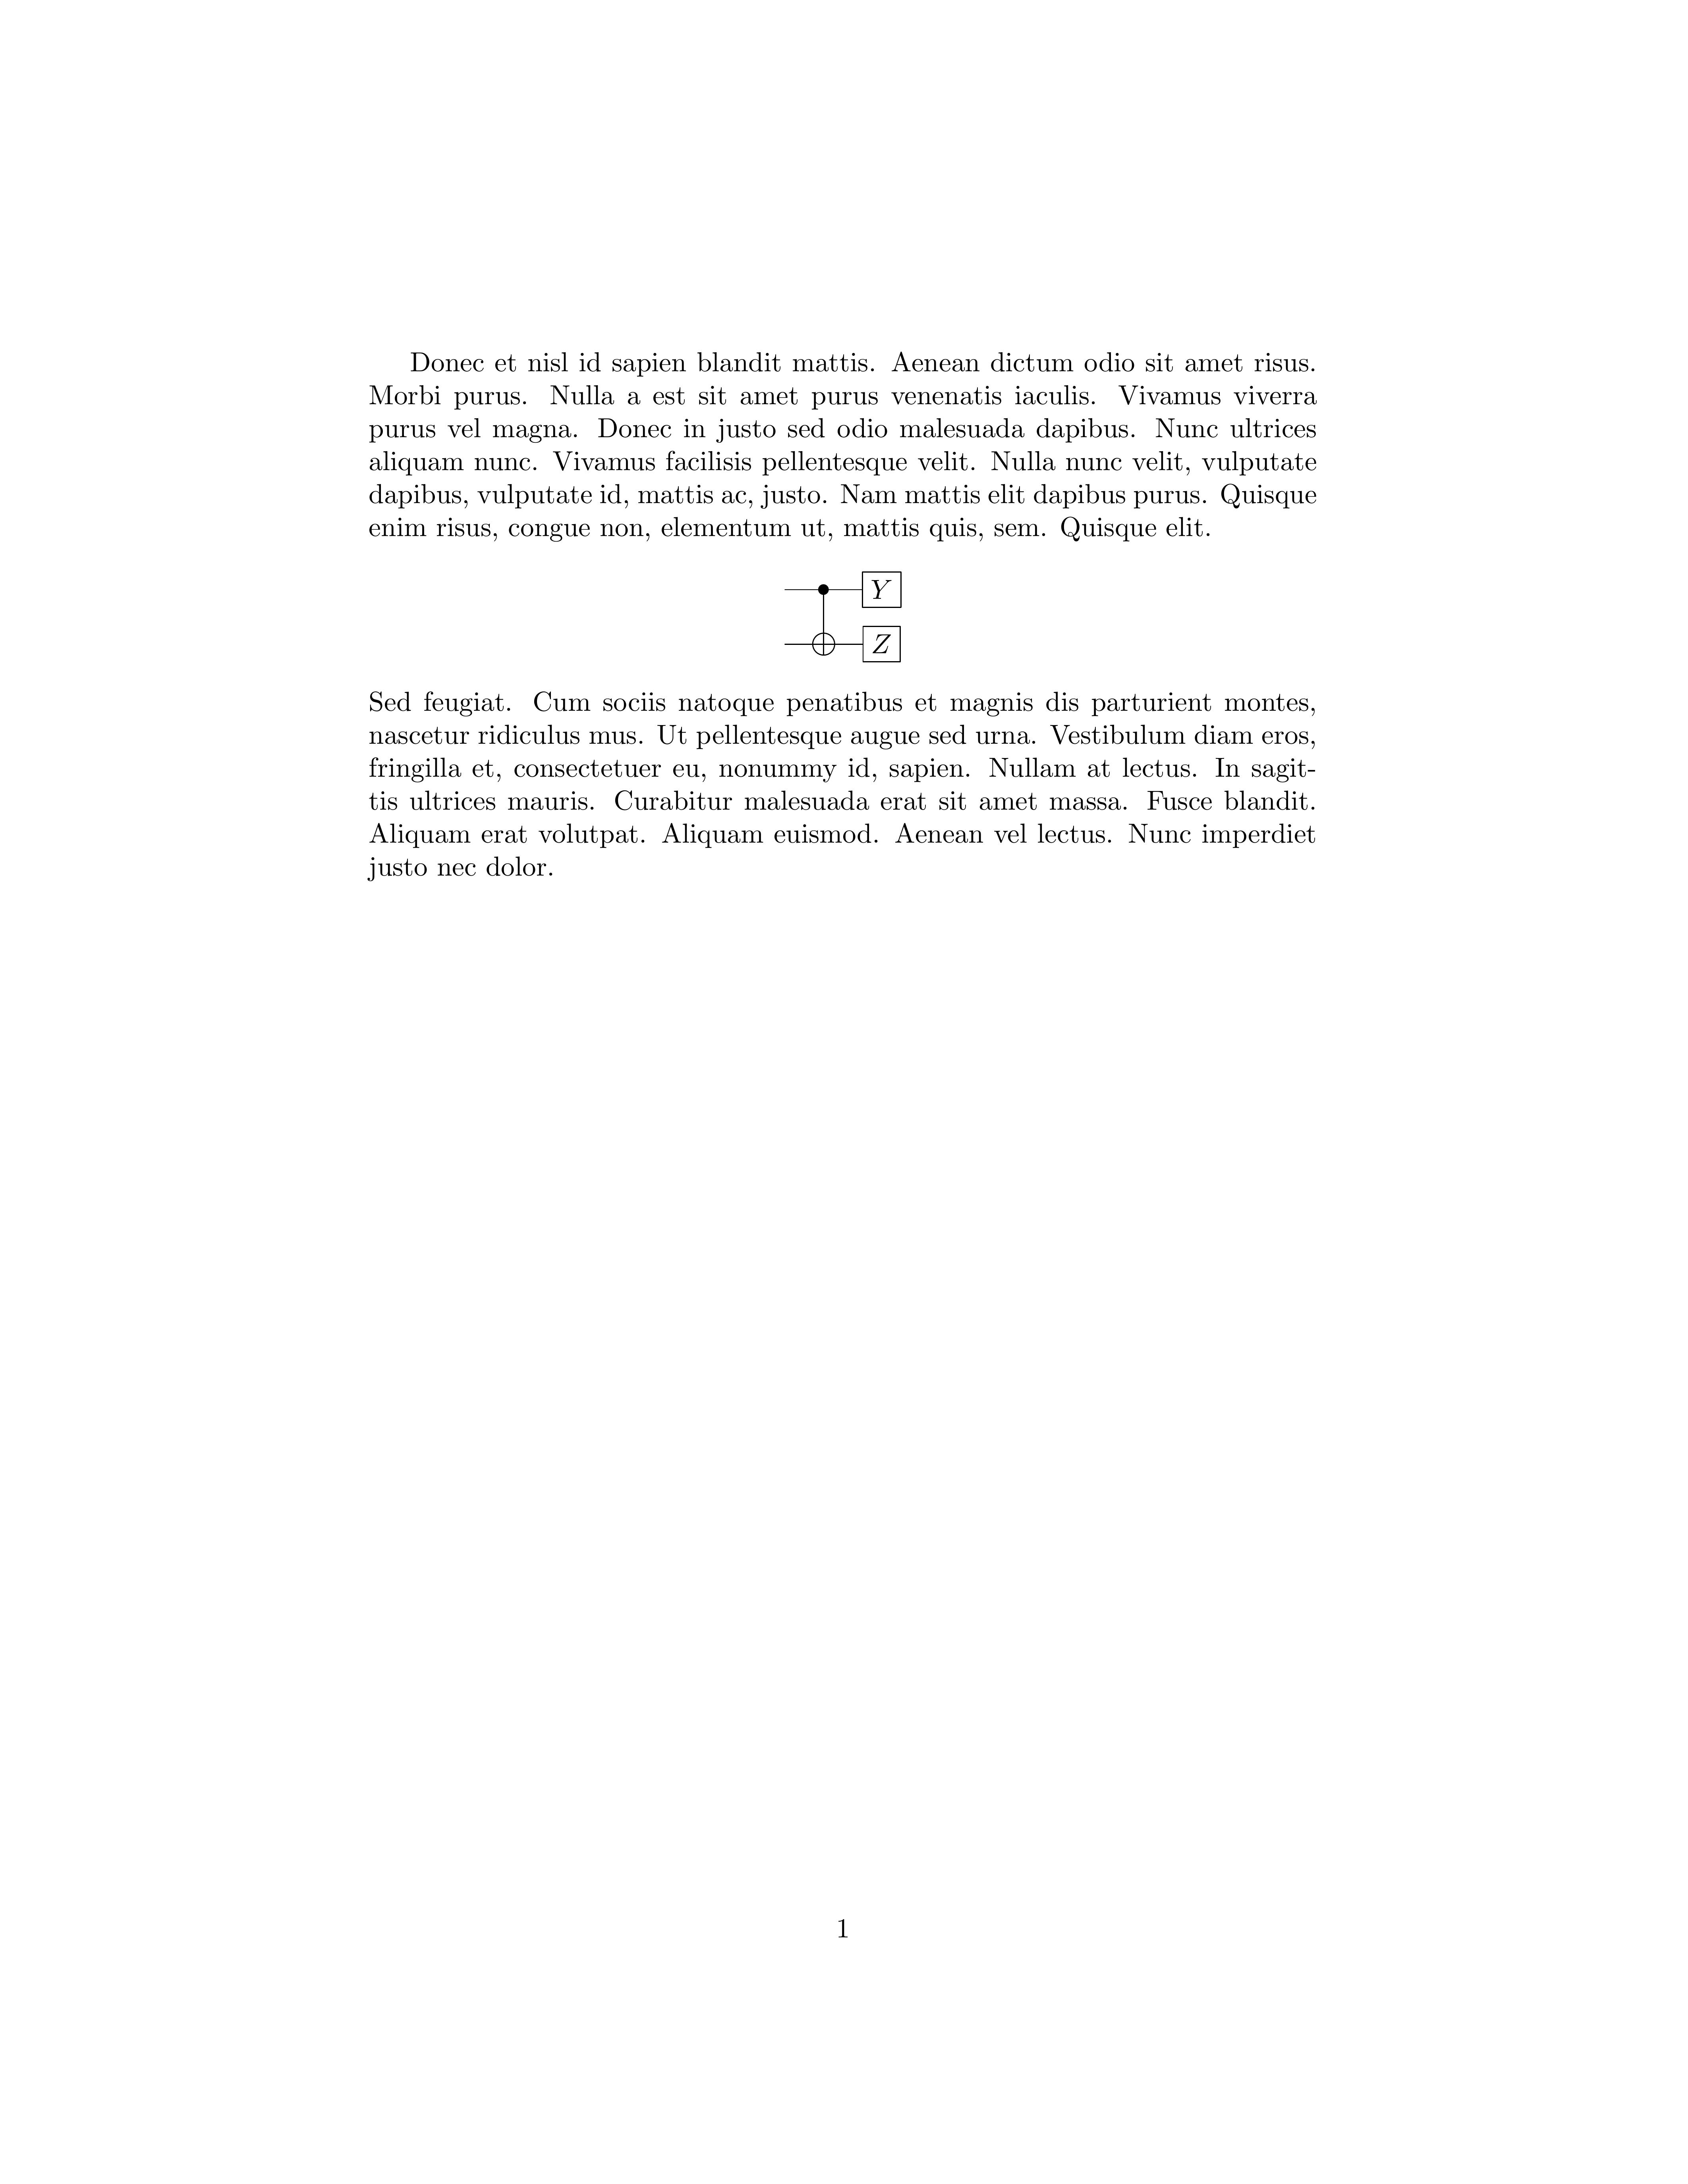 Donec et nisl id sapien blandit mattis. Aenean dictum odio sit amet risus.
Morbi purus. Nulla a est sit amet purus venenatis iaculis. Vivamus viverra
purus vel magna. Donec in justo sed odio malesuada dapibus. Nunc ultrices
aliquam nunc. Vivamus facilisis pellentesque velit. Nulla nunc velit, vulputate
dapibus, vulputate id, mattis ac, justo. Nam mattis elit dapibus purus. Quisque
enim risus, congue non, elementum ut, mattis quis, sem. Quisque elit.
Y
Z
Sed feugiat. Cum sociis natoque penatibus et magnis dis parturient montes,
nascetur ridiculus mus. Ut pellentesque augue sed urna. Vestibulum diam eros,
fringilla et, consectetuer eu, nonummy id, sapien. Nullam at lectus. In sagit-
tis ultrices mauris. Curabitur malesuada erat sit amet massa. Fusce blandit.
Aliquam erat volutpat. Aliquam euismod. Aenean vel lectus. Nunc imperdiet
justo nec dolor.
1